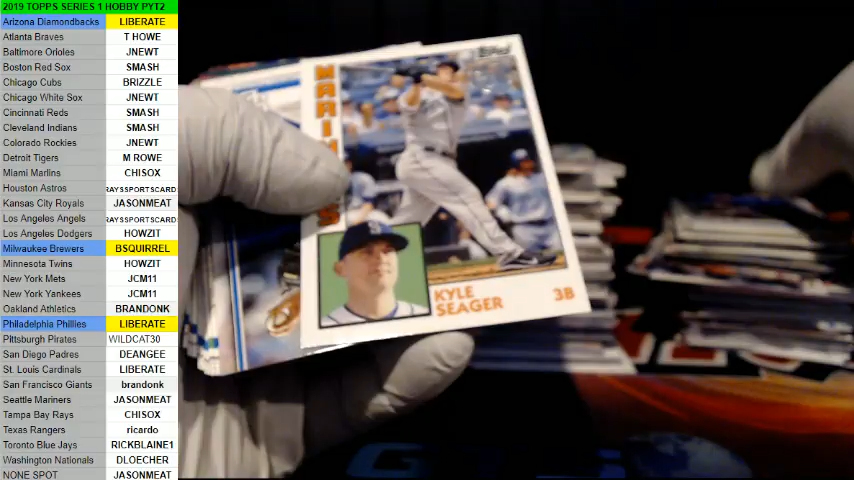 2019 TOPPS SERIES 1 HOBBY PYT2
Arizona Diamondbacks LIBERATE
Atlanta Braves T HOWE
Baltimore Orioles JNEWT
Boston Red Sox SMASH
Chicago Cubs BRIZZLE
Chicago White Sox JNEWT
Cincinnati Reds SMASH
Cleveland Indians SMASH
Colorado Rockies JNEWT
Detroit Tigers M ROWE
Miami Marlins CHISOX
Houston Astros RAYSSPORTSCARD
Kansas City Royals JASONMEAT
Los Angeles Angels RAYSSPORTSCARD
Los Angeles Dodgers HOWZIT
Milwaukee Brewers BSQUIRREL
Minnesota Twins HOWZIT
New York Mets JCM11
New York Yankees JCM11
Oakland Athletics BRANDONK
Philadelphia Phillies LIBERATE
Pittsburgh Pirates WILDCAT30
San Diego Padres DEANGEE
St. Louis Cardinals LIBERATE
San Francisco Giants brandonk
Seattle Mariners JASONMEAT
Tampa Bay Rays CHISOX
Texas Rangers ricardo
Toronto Blue Jays RICKBLAINE1
Washington Nationals DLOECHER
NONE SPOT JASONMEAT
Topps
KYLE
SEAGER
3B